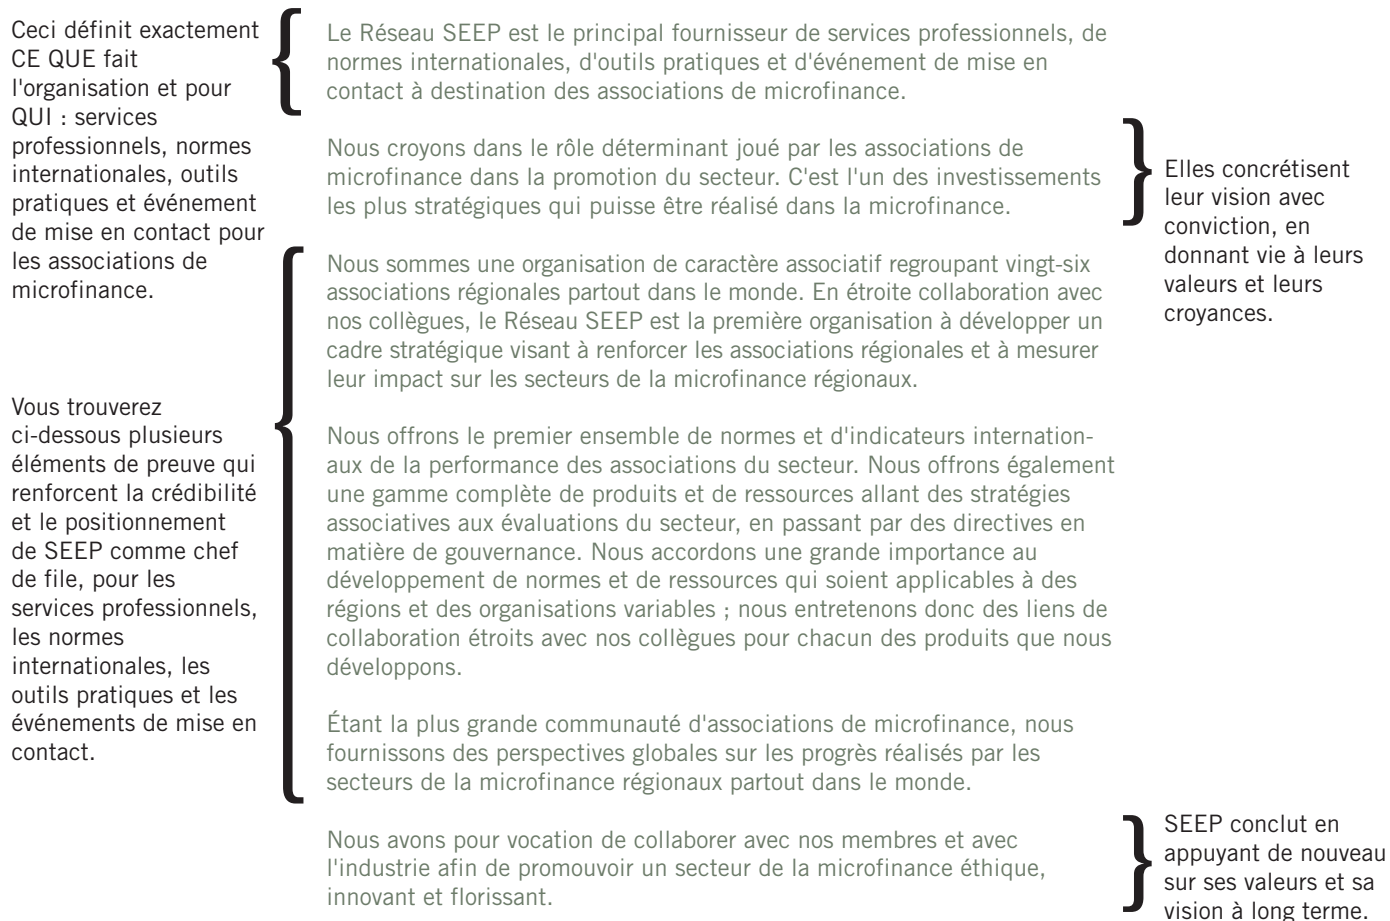 Ceci définit exactement
CE QUE fait
l'organisation et pour
QUI : services
professionnels, normes
internationales, outils
pratiques et événement
de mise en contact pour
les associations de
microfinance.
Le Réseau SEEP est le principal fournisseur de services professionnels, de
normes internationales, d'outils pratiques et d'événement de mise en
contact à destination des associations de microfinance.
Nous croyons dans le rôle déterminant joué par les associations de
microfinance dans la promotion du secteur. C'est l'un des investissements
les plus stratégiques qui puisse être réalisé dans la microfinance.
Elles concrétisent
leur vision avec
conviction, en
donnant vie à leurs
valeurs et leurs
croyances.
Vous trouverez
ci-dessous plusieurs
éléments de preuve qui
renforcent la crédibilité
et le positionnement
de SEEP comme chef
de file, pour les
services professionnels,
les normes
internationales, les
outils pratiques et les
événements de mise en
contact.
Nous sommes une organisation de caractère associatif regroupant vingt-six
associations régionales partout dans le monde. En étroite collaboration avec
nos collègues, le Réseau SEEP est la première organisation à développer un
cadre stratégique visant à renforcer les associations régionales et à mesurer
leur impact sur les secteurs de la microfinance régionaux.
Nous offrons le premier ensemble de normes et d'indicateurs internation-
aux de la performance des associations du secteur. Nous offrons également
une gamme complète de produits et de ressources allant des stratégies
associatives aux évaluations du secteur, en passant par des directives en
matière de gouvernance. Nous accordons une grande importance au
développement de normes et de ressources qui soient applicables à des
régions et des organisations variables ; nous entretenons donc des liens de
collaboration étroits avec nos collègues pour chacun des produits que nous
développons.
Étant la plus grande communauté d'associations de microfinance, nous
fournissons des perspectives globales sur les progrès réalisés par les
secteurs de la microfinance régionaux partout dans le monde.
Nous avons pour vocation de collaborer avec nos membres et avec
l'industrie afin de promouvoir un secteur de la microfinance éthique,
innovant et florissant.
SEEP conclut en
appuyant de nouveau
sur ses valeurs et sa
vision à long terme.